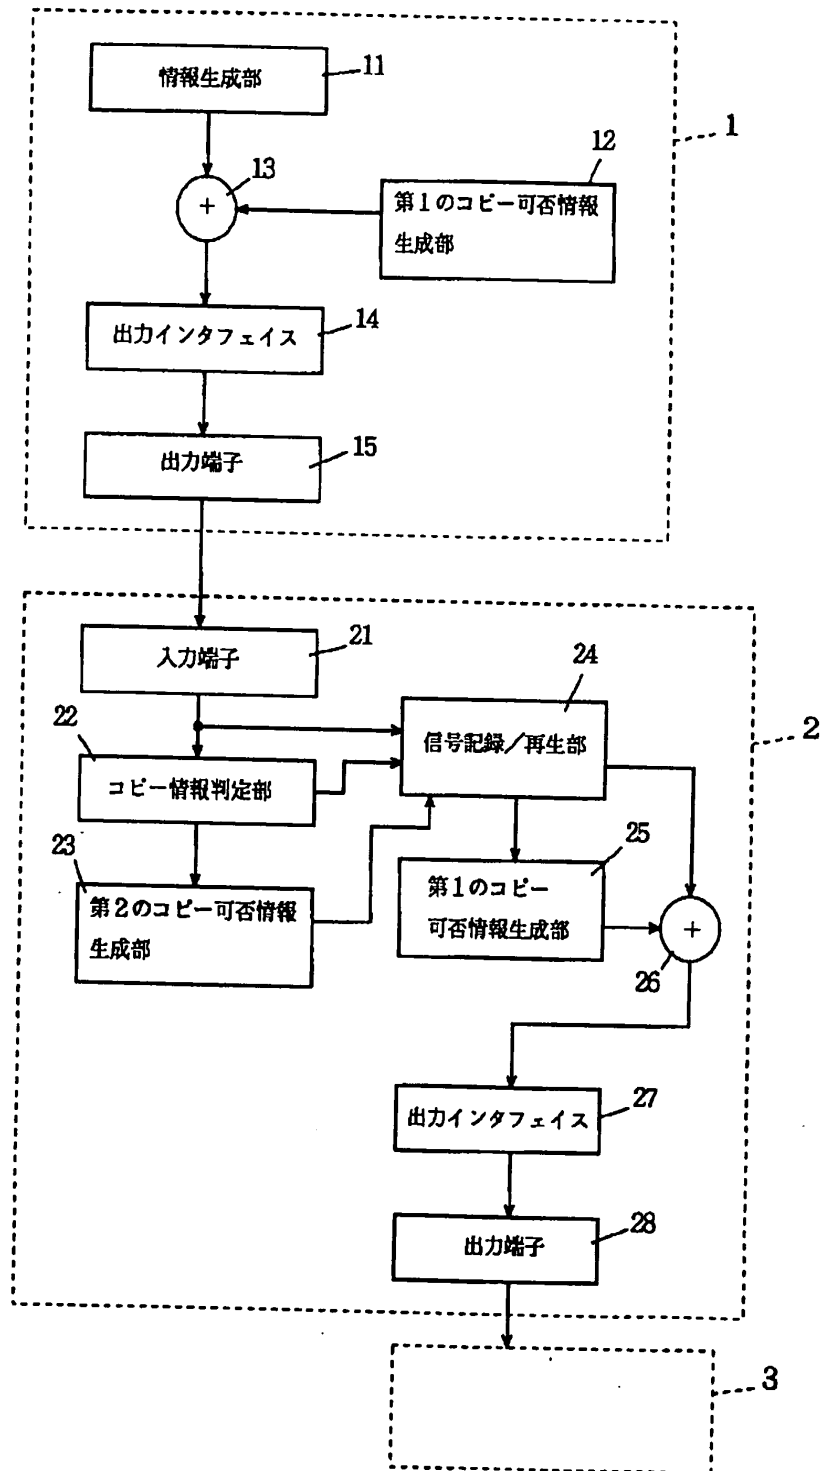 情報生成部
11
1
12
13
+
第1のコピー可否情報
生成部
出力インタフェイス
14
出力端子
15
入力端子
21
24
22
信号記録/再生部
2
コピー情報判定部
23
25
第2のコピー可否情報
生成部
第1のコピー
可否情報生成部
+
26
出力インタフェイス
27
出力端子
28
3